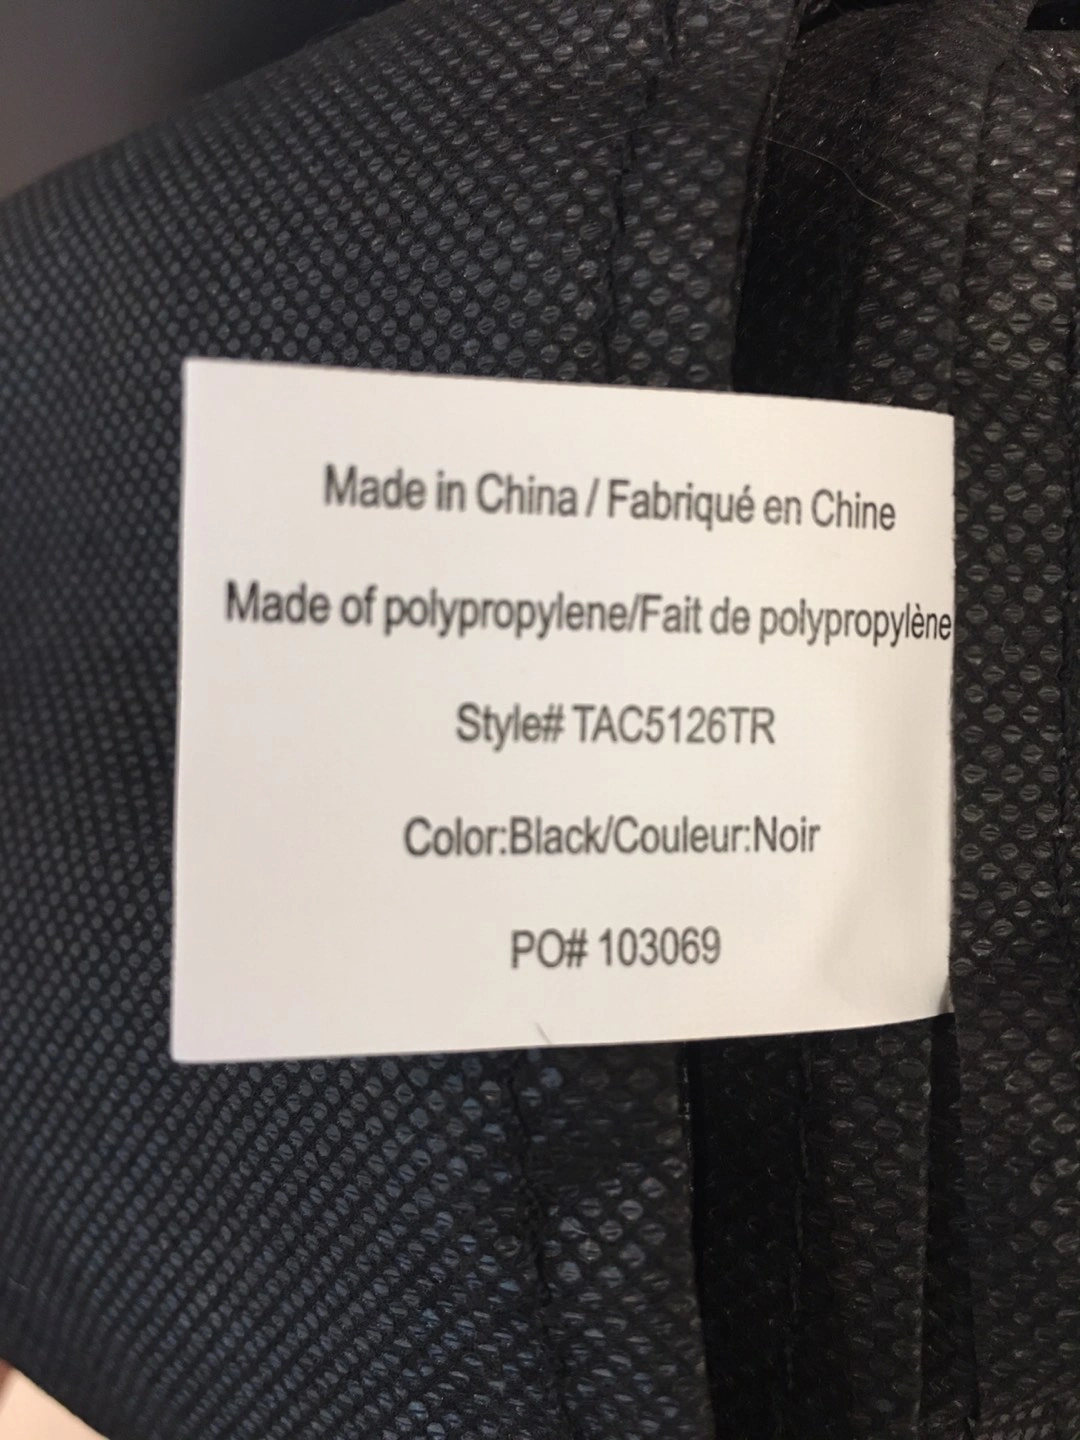 Made in China / Fabriqué en Chine
Made of polypropylene/Fait de polypropylène
Style# TAC5126TR
Color:Black/Couleur:Noir
PO# 103069